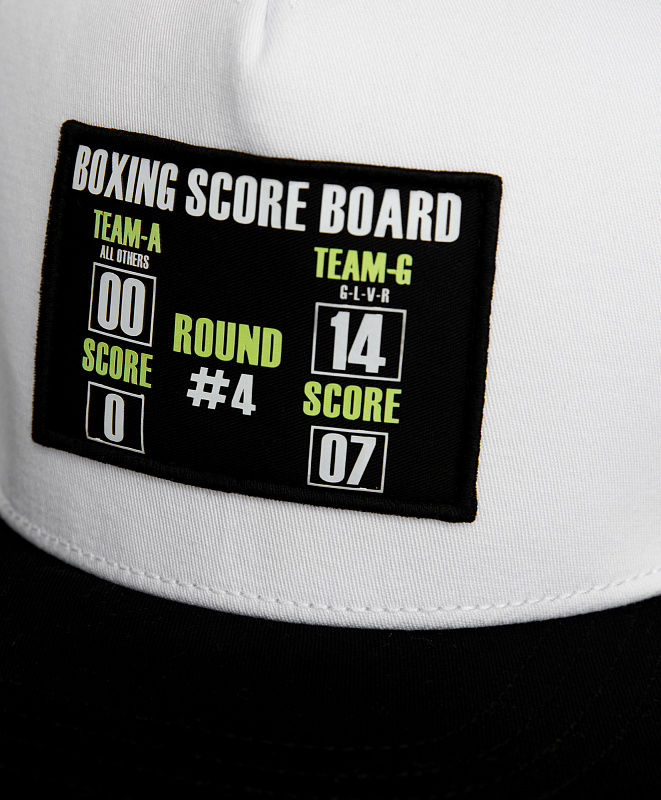 BOXING SCORE BOARD
TEAM-A
ALL OTHERS
00
SCORE
0
ROUND
#4
TEAM-G
G-L-V-R
14
SCORE
07